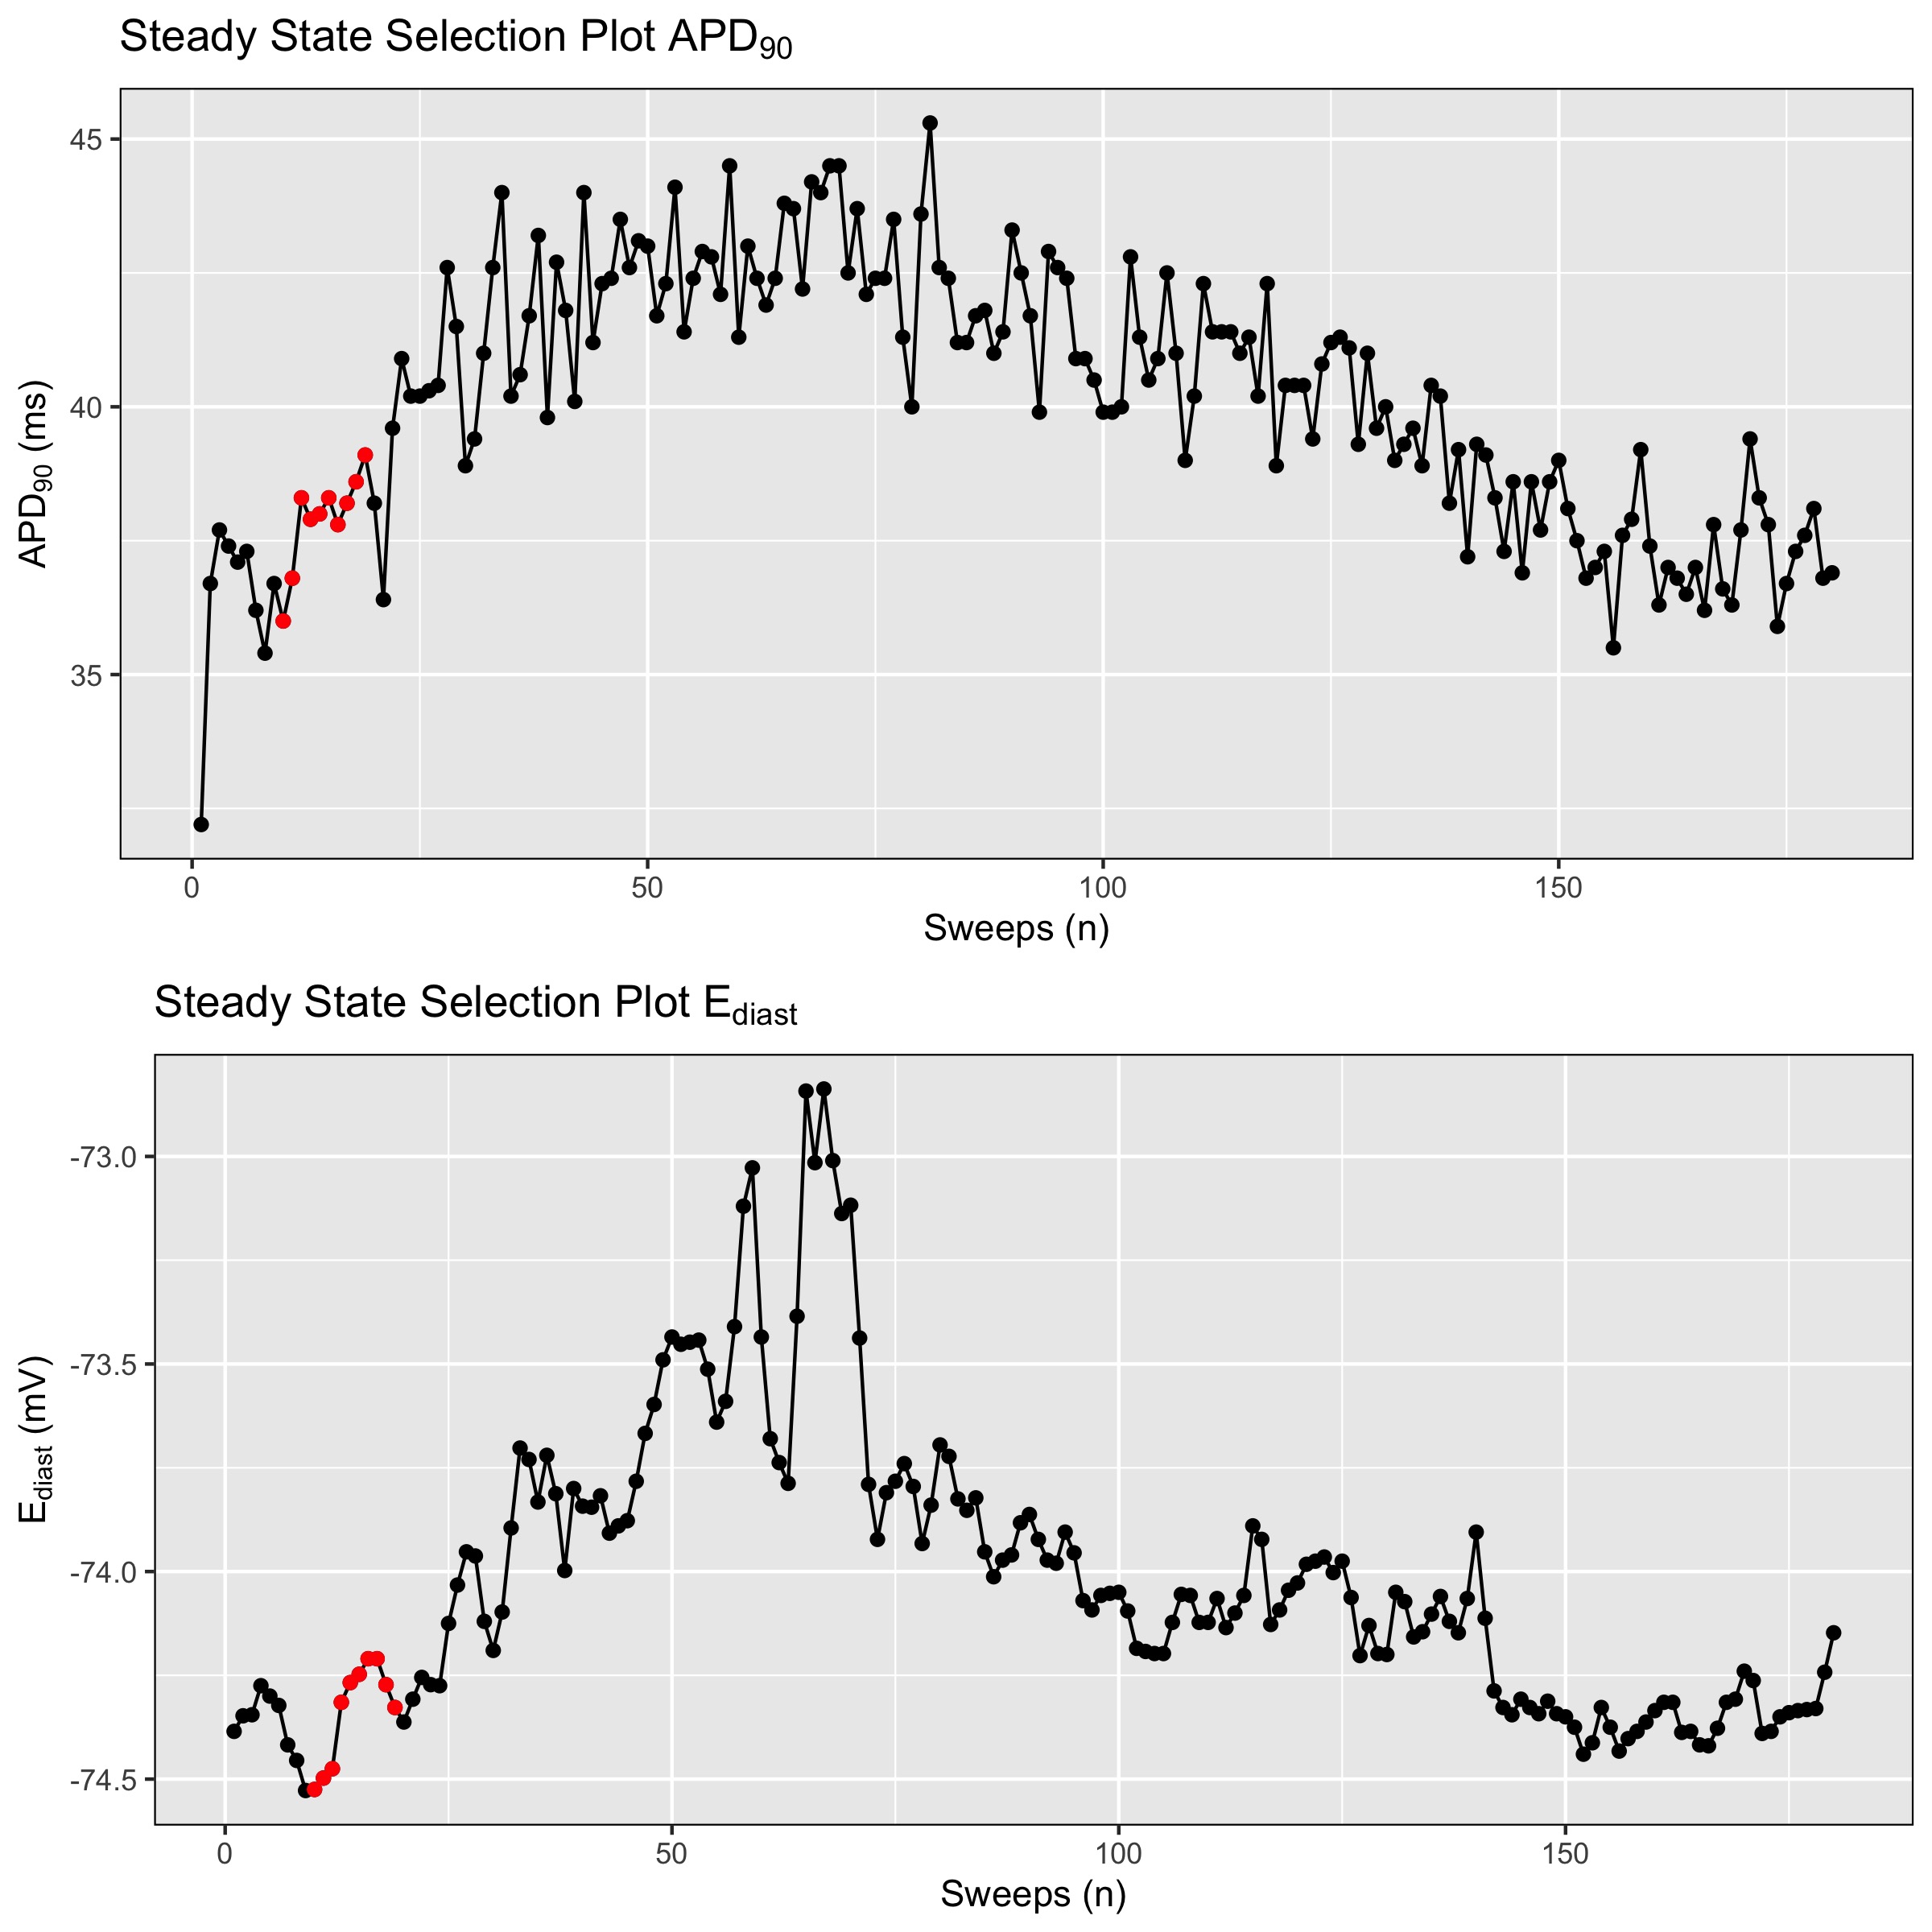 Steady State Selection Plot APD90
45
40
35
APD90 (ms)
0 50 100 150
Sweeps (n)
Steady State Selection Plot Ediast
-73.0
-73.5
-74.0
-74.5
Ediast (mV)
0 50 100 150
Sweeps (n)